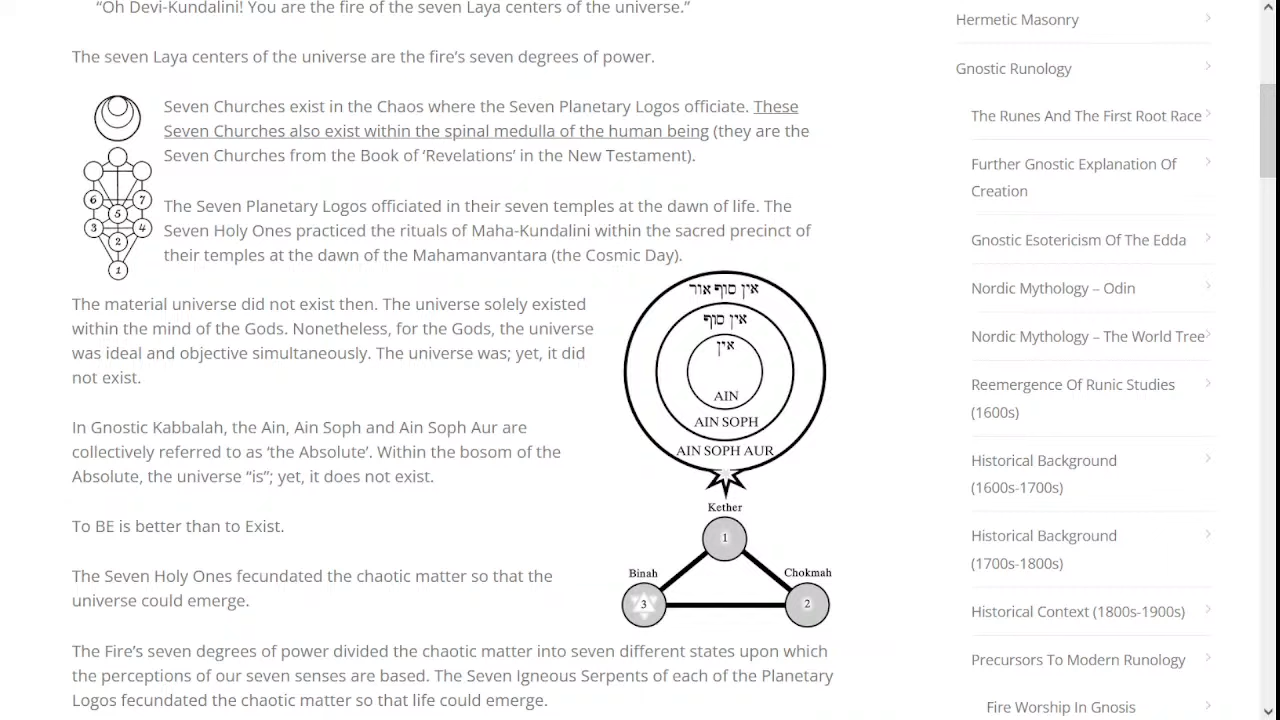 “Oh Devi-Kundalini! You are the fire of the seven Laya centers of the universe.”
The seven Laya centers of the universe are the fire’s seven degrees of power.
Seven Churches exist in the Chaos where the Seven Planetary Logos officiate. These
Seven Churches also exist within the spinal medulla of the human being (they are the
Seven Churches from the Book of ‘Revelations’ in the New Testament).
6
7
5
3
4
2
1
The Seven Planetary Logos officiated in their seven temples at the dawn of life. The
Seven Holy Ones practiced the rituals of Maha-Kundalini within the sacred precinct of
their temples at the dawn of the Mahamanvantara (the Cosmic Day).
The material universe did not exist then. The universe solely existed
within the mind of the Gods. Nonetheless, for the Gods, the universe
was ideal and objective simultaneously. The universe was; yet, it did
not exist.
In Gnostic Kabbalah, the Ain, Ain Soph and Ain Soph Aur are
collectively referred to as ‘the Absolute’. Within the bosom of the
Absolute, the universe “is”; yet, it does not exist.
To BE is better than to Exist.
The Seven Holy Ones fecundated the chaotic matter so that the
universe could emerge.
אין סוף אור
אין סוף
אין
AIN
AIN SOPH
AIN SOPH AUR
Kether
1
Binah
Chokmah
3
2
The Fire’s seven degrees of power divided the chaotic matter into seven different states upon which
the perceptions of our seven senses are based. The Seven Igneous Serpents of each of the Planetary
Logos fecundated the chaotic matter so that life could emerge.
Hermetic Masonry
Gnostic Runology
The Runes And The First Root Race
Further Gnostic Explanation Of
Creation
Gnostic Esotericism Of The Edda
Nordic Mythology – Odin
Nordic Mythology – The World Tree
Reemergence Of Runic Studies
(1600s)
Historical Background
(1600s-1700s)
Historical Background
(1700s-1800s)
Historical Context (1800s-1900s)
Precursors To Modern Runology
Fire Worship In Gnosis